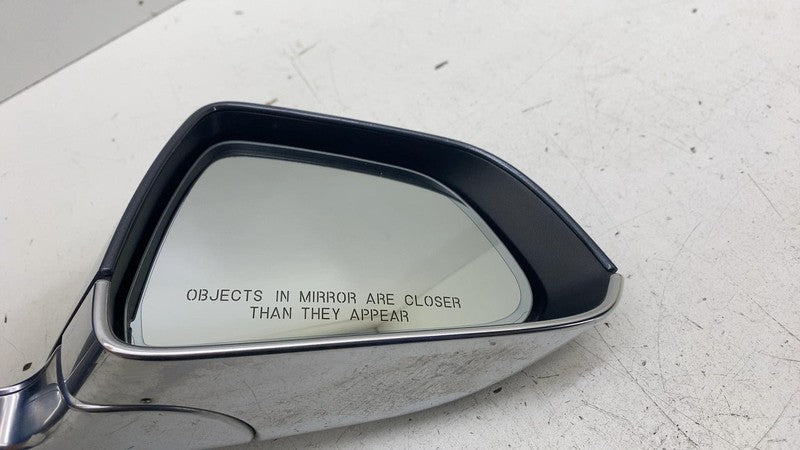 OBJECTS IN MIRROR ARE CLOSER
THAN THEY APPEAR